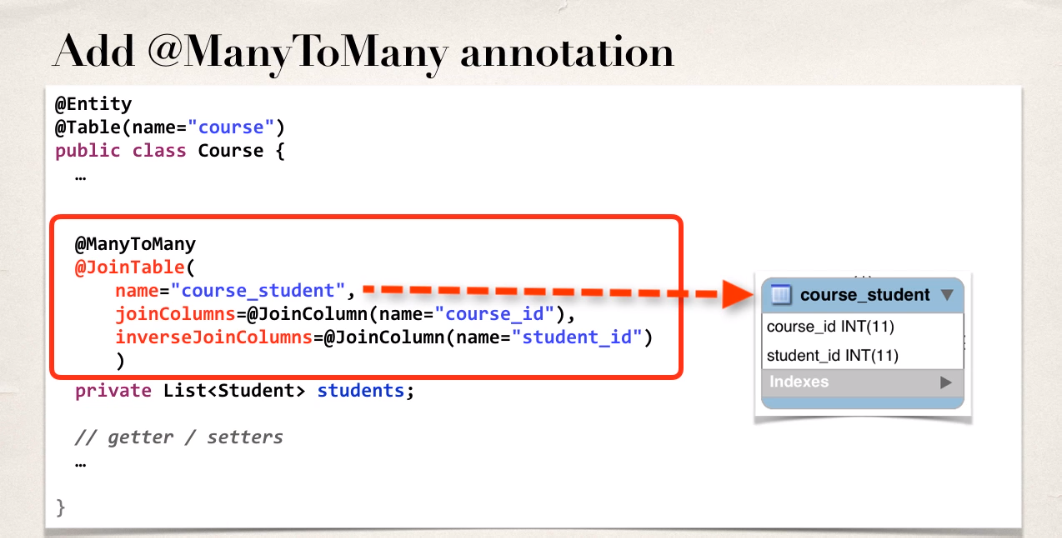 Add @ManyToMany annotation
@Entity
@Table(name="course")
public class Course {
…
@ManyToMany
@JoinTable(
name="course_student",
joinColumns=@JoinColumn(name="course_id"),
inverseJoinColumns=@JoinColumn(name="student_id")
)
private List<Student> students;
// getter / setters
…
}
course_student
course_id INT(11)
student_id INT(11)
Indexes